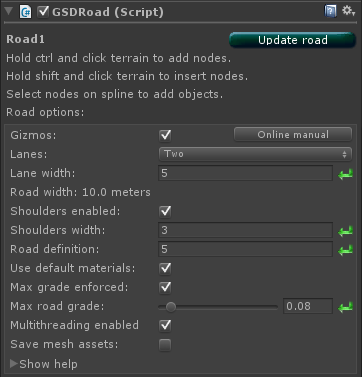 GSDRoad (Script)
Road1
Update road
Hold ctrl and click terrain to add nodes.
Hold shift and click terrain to insert nodes.
Select nodes on spline to add objects.
Road options:
Gizmos:
Online manual
Lanes:
Two
Lane width:
5
Road width: 10.0 meters
Shoulders enabled:
Shoulders width:
3
Road definition:
5
Use default materials:
Max grade enforced:
Max road grade:
0.08
Multithreading enabled
Save mesh assets:
Show help